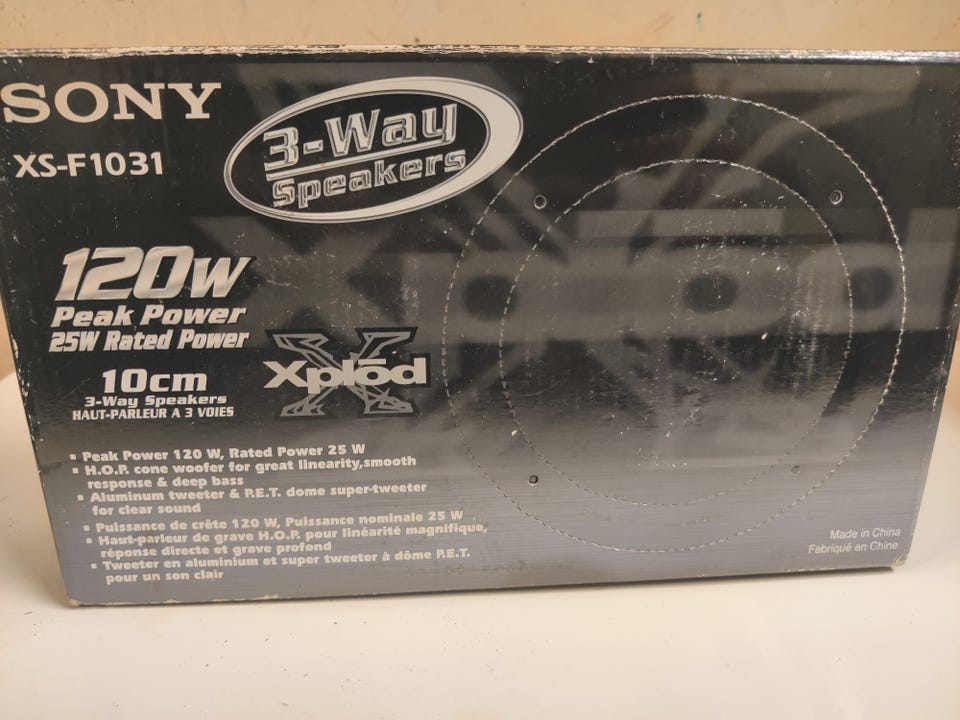 SONY
XS-F1031
3-Way
Speakers
120W
Peak Power
25W Rated Power
10cm
3-Way Speakers
HAUT-PARLEUR A 3 VOIES
Xplōd
Xplōd
▪ Peak Power 120 W, Rated Power 25 W
▪ H.O.P. cone woofer for great linearity,smooth
response & deep bass
▪ Aluminum tweeter & P.E.T. dome super-tweeter
for clear sound
▪ Puissance de crête 120 W, Puissance nominale 25 W
▪ Haut-parleur de grave H.O.P. pour linéarité magnifique,
réponse directe et grave profond
▪ Tweeter en aluminium et super tweeter à dôme P.E.T.
pour un son clair
Made in China
Fabriqué en Chine